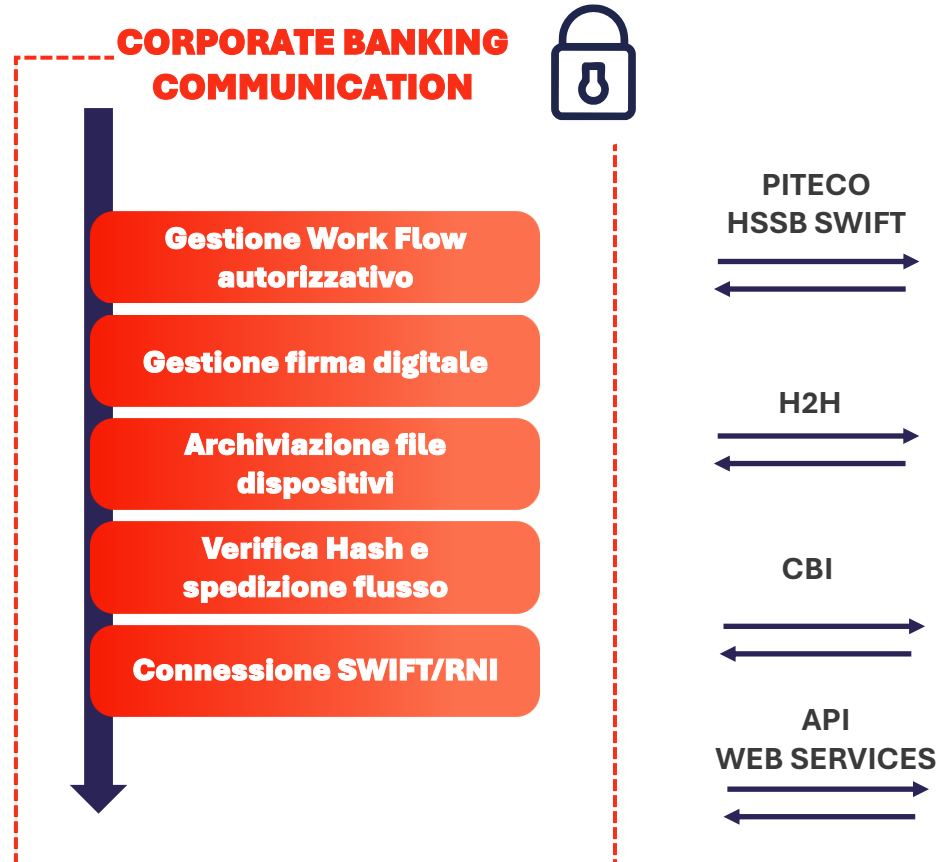 CORPORATE BANKING
COMMUNICATION
Gestione Work Flow
autorizzativo
Gestione firma digitale
Archiviazione file
dispositivi
Verifica Hash e
spedizione flusso
Connessione SWIFT/RNI
PITECO
HSSB SWIFT
H2H
CBI
API
WEB SERVICES